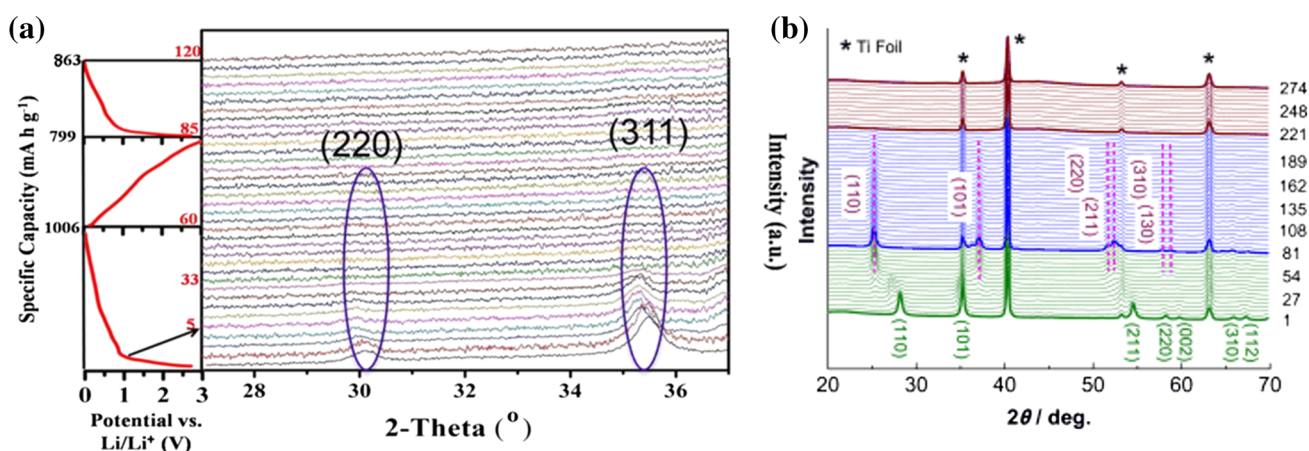 (a)
Specific Capacity (mA h g⁻¹)
863
799
1006
120
85
60
33
5
0 1 2 3
Potential vs.
Li/Li⁺ (V)
(220)
(311)
28 30 32 34 36
2-Theta (°)
(b)
* Ti Foil
*
*
*
*
Intensity (a.u.)
Intensity
(110)
(101)
(220)
(211)
(310)
(130)
274
248
221
189
162
135
108
81
54
27
1
(110)
(101)
(211)
(220)
(002)
(310)
(112)
20 30 40 50 60 70
2θ / deg.